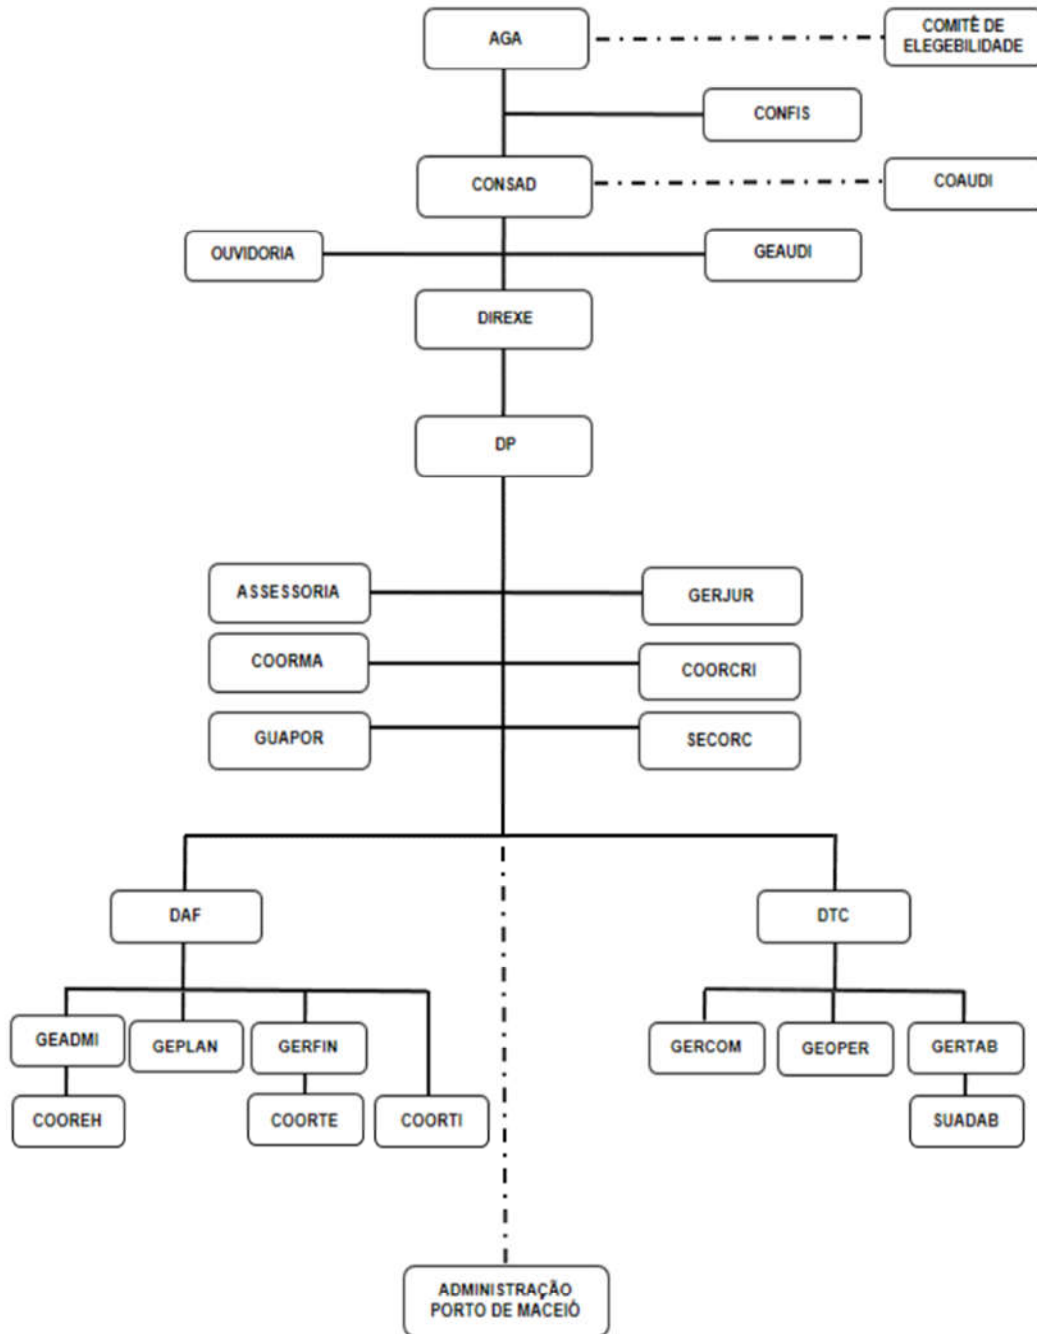 AGA
COMITÊ DE
ELEGEBILIDADE
CONFIS
CONSAD
COAUDI
OUVIDORIA
GEAUDI
DIREXE
DP
ASSESSORIA
GERJUR
COORMA
COORCRI
GUAPOR
SECORC
DAF
DTC
GEADMI
GEPLAN
GERFIN
GERCOM
GEOPER
GERTAB
COOREH
COORTE
COORTI
SUADAB
ADMINISTRAÇÃO
PORTO DE MACEIÓ